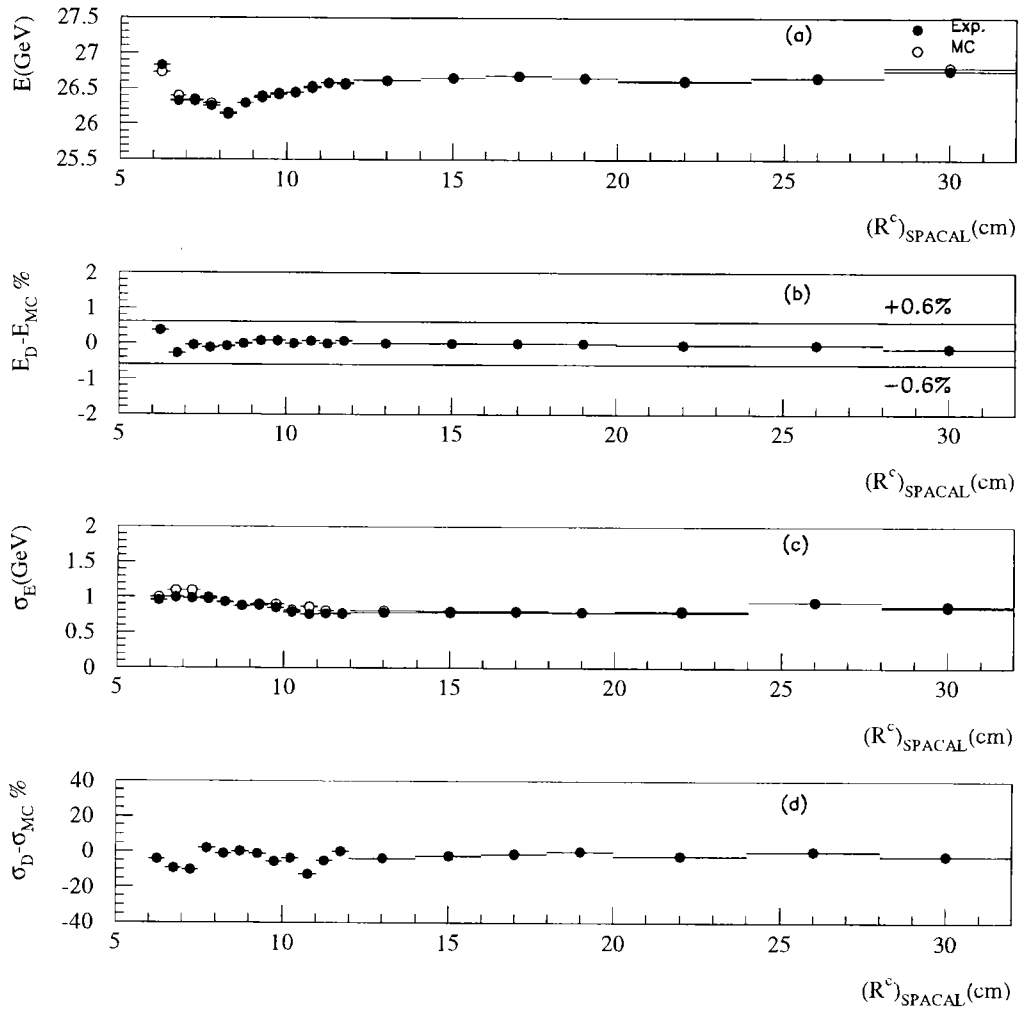 27.5
27
26.5
26
25.5
E(GeV)
(a)
Exp.
MC
5 10 15 20 25 30
(R^c)_SPACAL(cm)
2
1
0
-1
-2
E_D-E_MC %
(b)
+0.6%
-0.6%
5 10 15 20 25 30
(R^c)_SPACAL(cm)
2
1.5
1
0.5
0
σ_E(GeV)
(c)
5 10 15 20 25 30
(R^c)_SPACAL(cm)
40
20
0
-20
-40
σ_D-σ_MC %
(d)
5 10 15 20 25 30
(R^c)_SPACAL(cm)